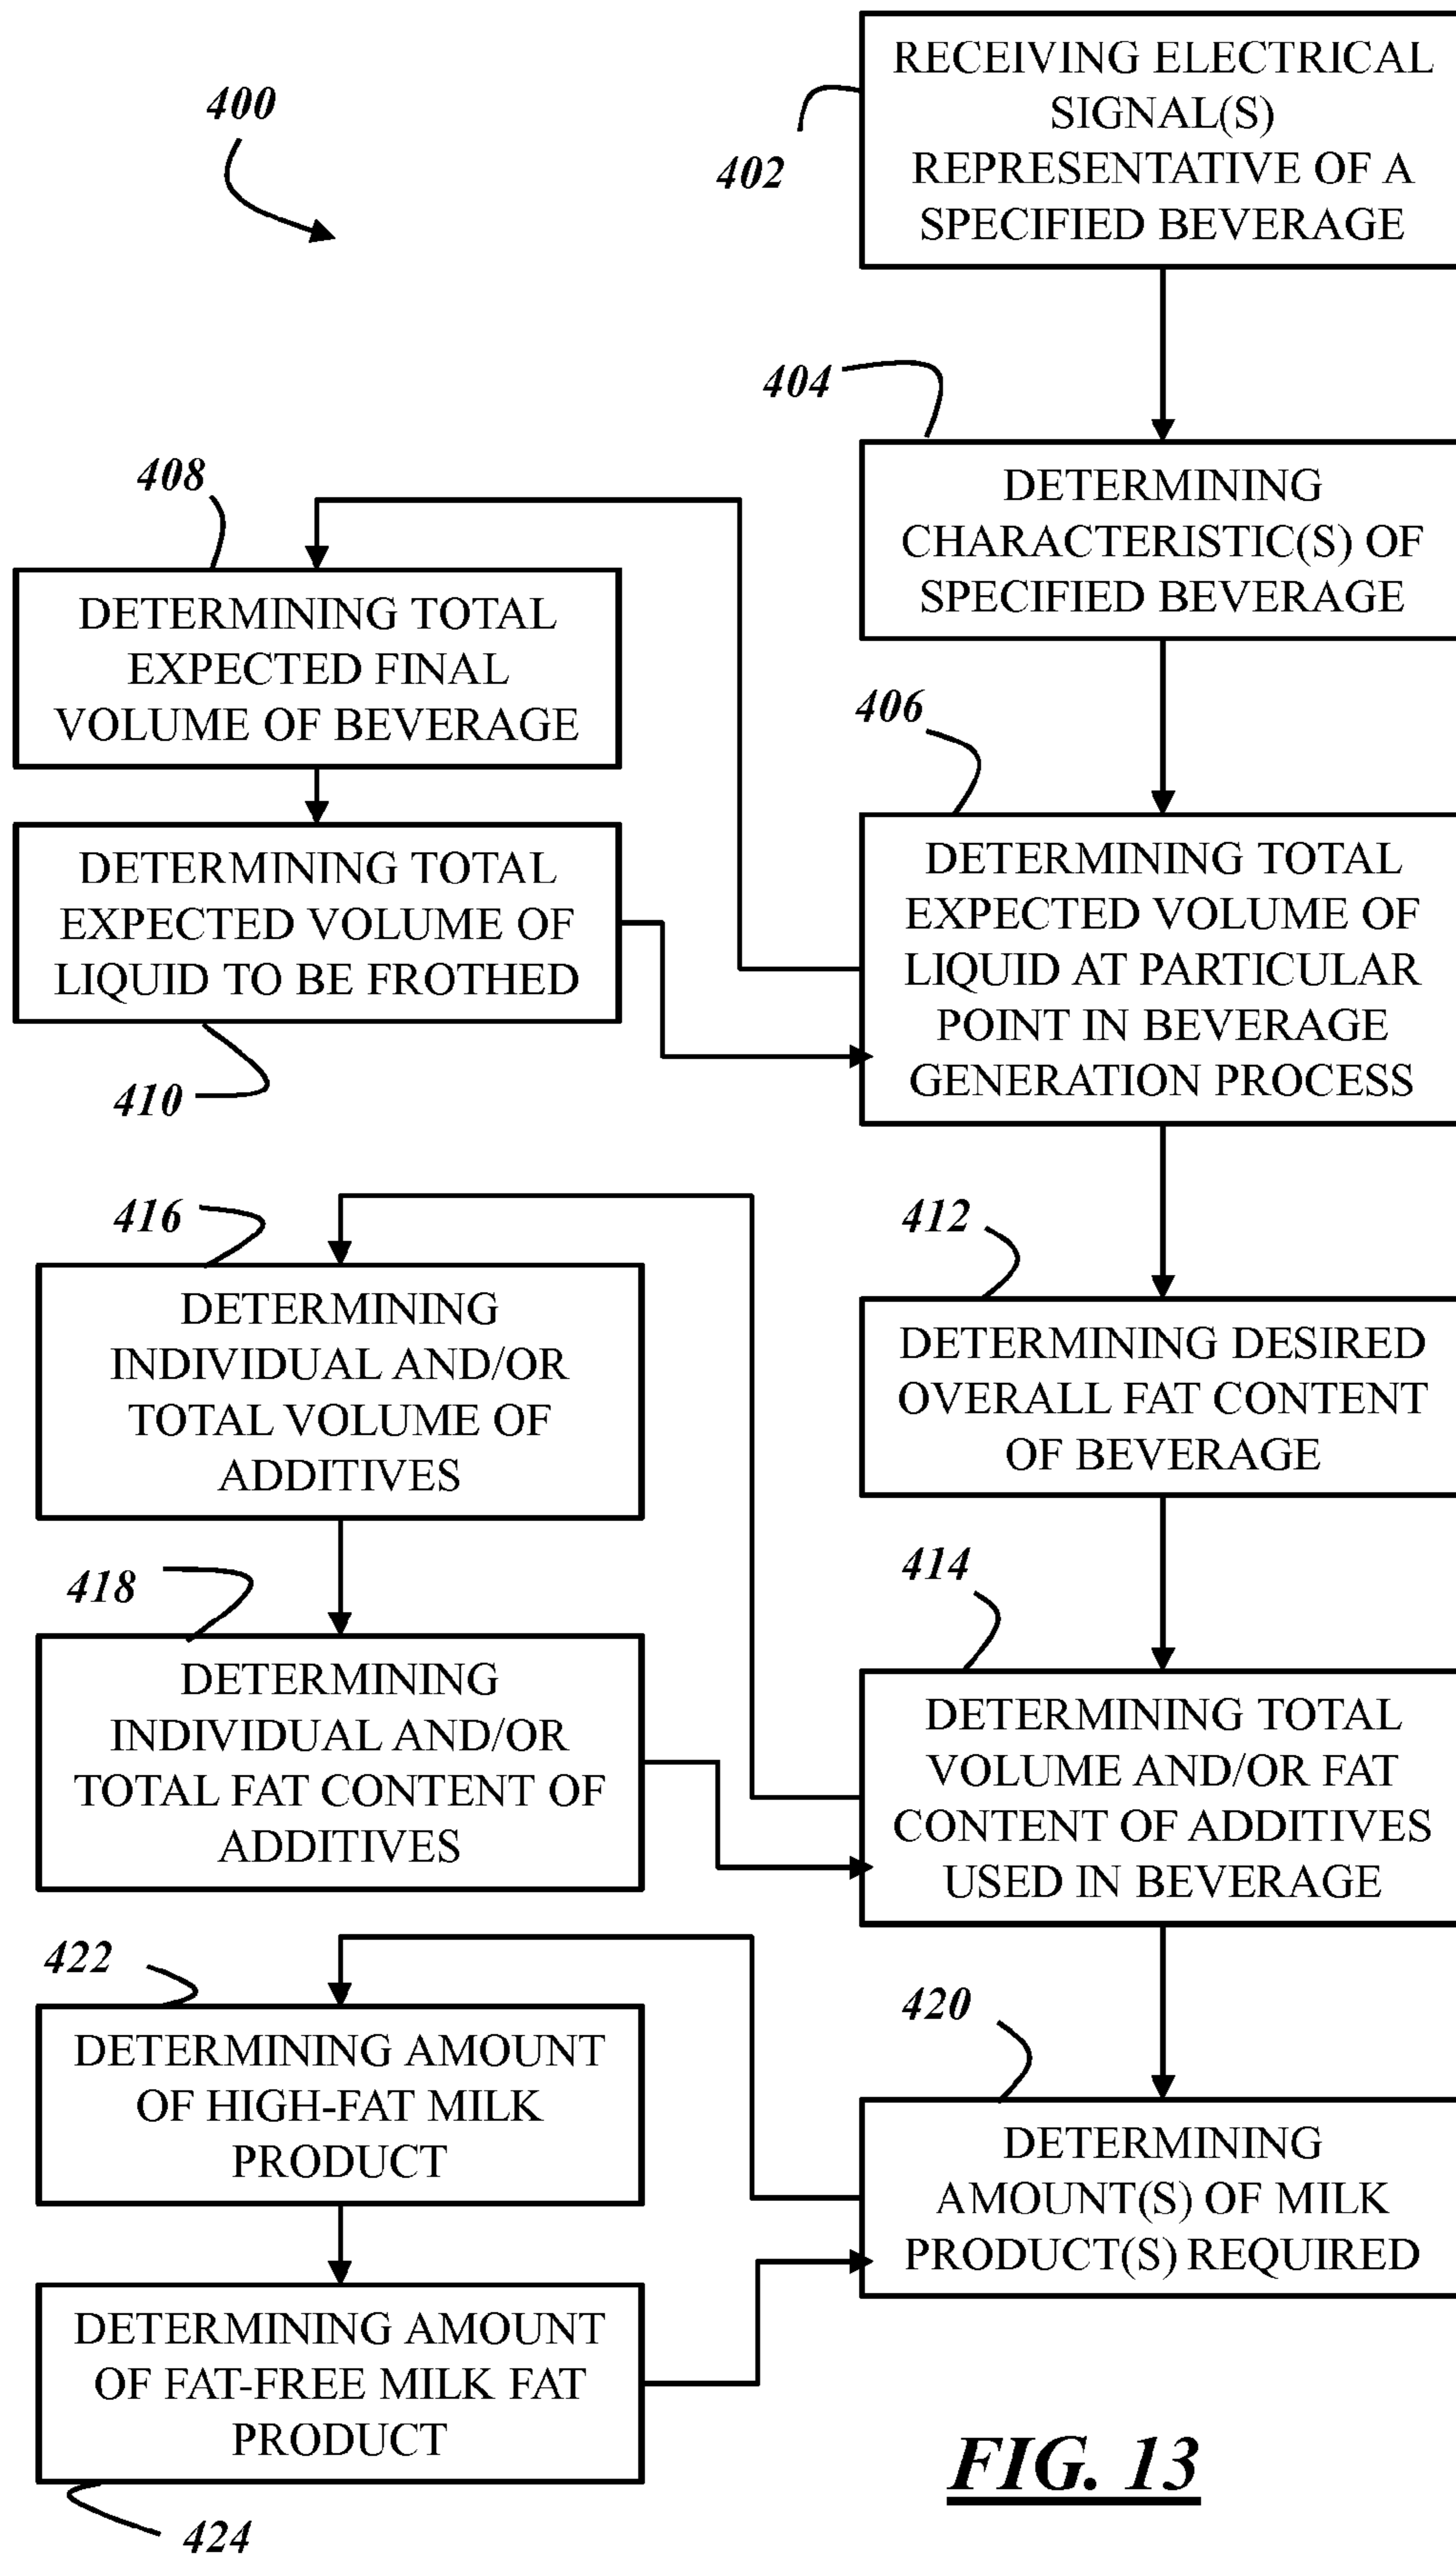 400
402
RECEIVING ELECTRICAL
SIGNAL(S)
REPRESENTATIVE OF A
SPECIFIED BEVERAGE
404
DETERMINING
CHARACTERISTIC(S) OF
SPECIFIED BEVERAGE
406
DETERMINING TOTAL
EXPECTED VOLUME OF
LIQUID AT PARTICULAR
POINT IN BEVERAGE
GENERATION PROCESS
408
DETERMINING TOTAL
EXPECTED FINAL
VOLUME OF BEVERAGE
DETERMINING TOTAL
EXPECTED VOLUME OF
LIQUID TO BE FROTHED
410
412
DETERMINING DESIRED
OVERALL FAT CONTENT
OF BEVERAGE
414
DETERMINING TOTAL
VOLUME AND/OR FAT
CONTENT OF ADDITIVES
USED IN BEVERAGE
416
DETERMINING
INDIVIDUAL AND/OR
TOTAL VOLUME OF
ADDITIVES
418
DETERMINING
INDIVIDUAL AND/OR
TOTAL FAT CONTENT OF
ADDITIVES
420
DETERMINING
AMOUNT(S) OF MILK
PRODUCT(S) REQUIRED
422
DETERMINING AMOUNT
OF HIGH-FAT MILK
PRODUCT
DETERMINING AMOUNT
OF FAT-FREE MILK FAT
PRODUCT
424
FIG. 13